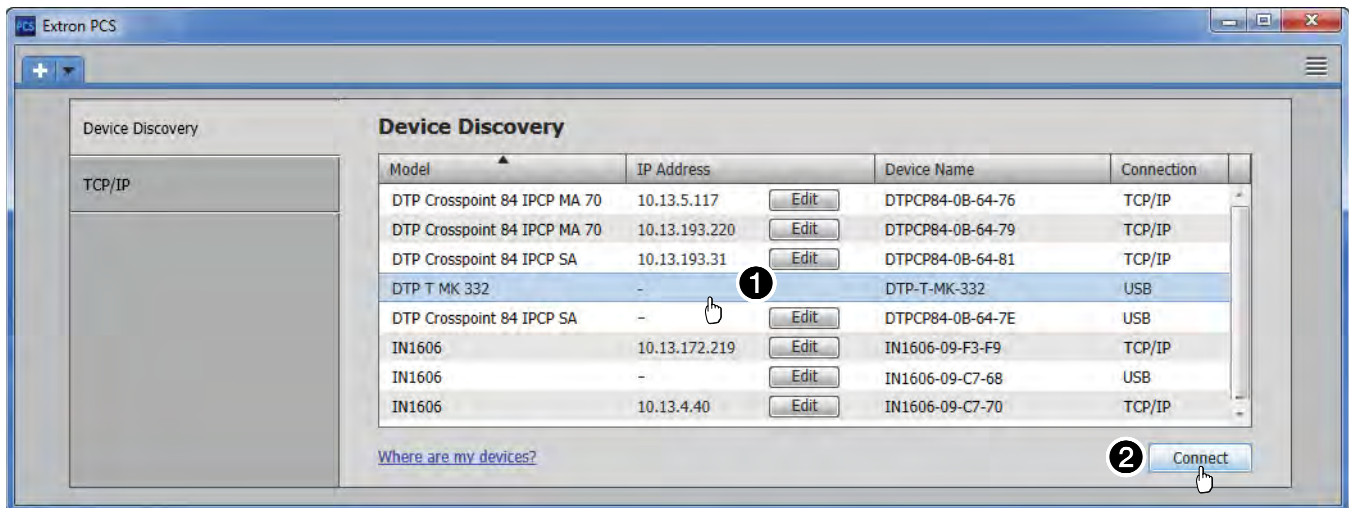 PCS Extron PCS
Device Discovery
TCP/IP
Device Discovery
Model IP Address Device Name Connection
DTP Crosspoint 84 IPCP MA 70 10.13.5.117 Edit DTPCP84-0B-64-76 TCP/IP
DTP Crosspoint 84 IPCP MA 70 10.13.193.220 Edit DTPCP84-0B-64-79 TCP/IP
DTP Crosspoint 84 IPCP SA 10.13.193.31 Edit DTPCP84-0B-64-81 TCP/IP
DTP T MK 332 - 1 DTP-T-MK-332 USB
DTP Crosspoint 84 IPCP SA - Edit DTPCP84-0B-64-7E USB
IN1606 10.13.172.219 Edit IN1606-09-F3-F9 TCP/IP
IN1606 - Edit IN1606-09-C7-68 USB
IN1606 10.13.4.40 Edit IN1606-09-C7-70 TCP/IP
Where are my devices? 2 Connect